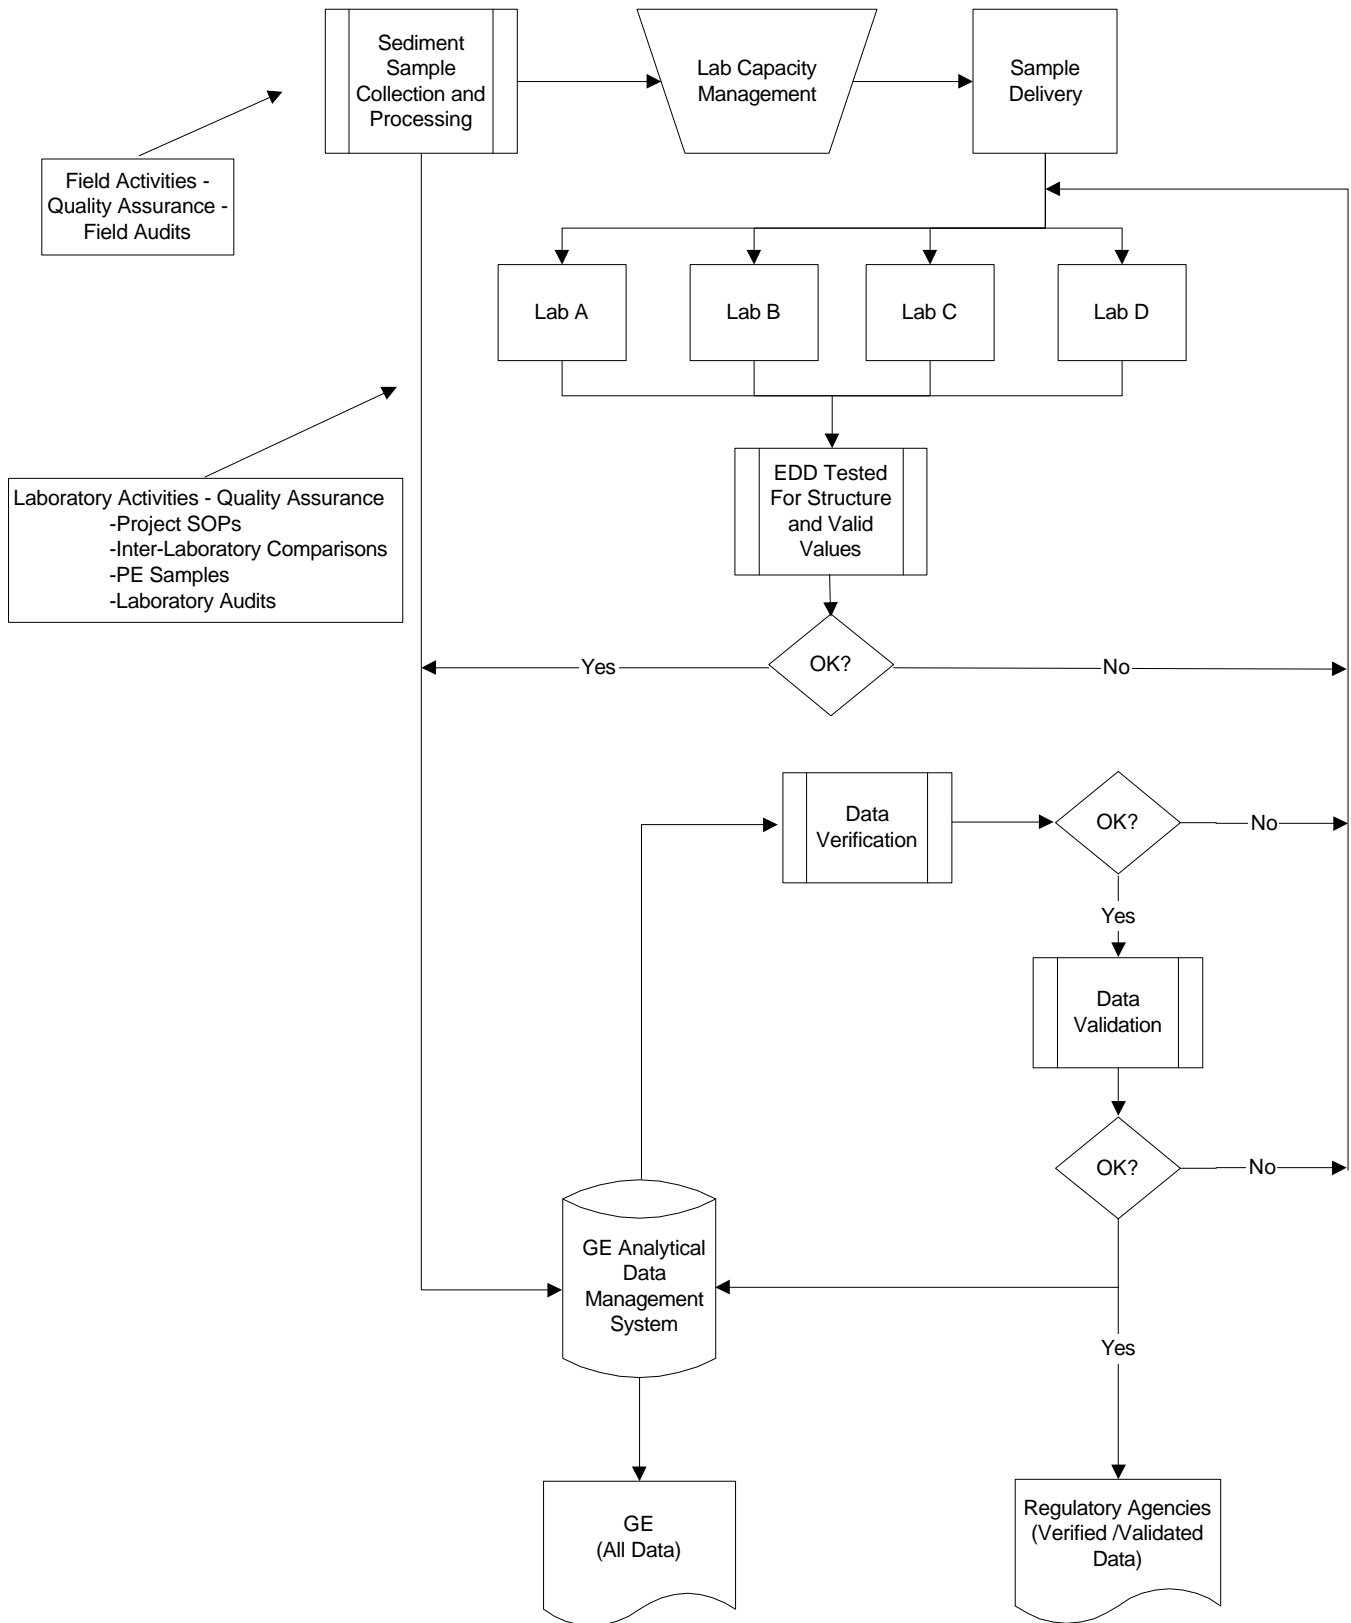 Sediment
Sample
Collection and
Processing
Lab Capacity
Management
Sample
Delivery
Field Activities -
Quality Assurance -
Field Audits
Lab A
Lab B
Lab C
Lab D
Laboratory Activities - Quality Assurance
-Project SOPs
-Inter-Laboratory Comparisons
-PE Samples
-Laboratory Audits
EDD Tested
For Structure
and Valid
Values
OK?
Yes
No
Data
Verification
OK?
No
Yes
Data
Validation
OK?
No
GE Analytical
Data
Management
System
Yes
GE
(All Data)
Regulatory Agencies
(Verified /Validated
Data)